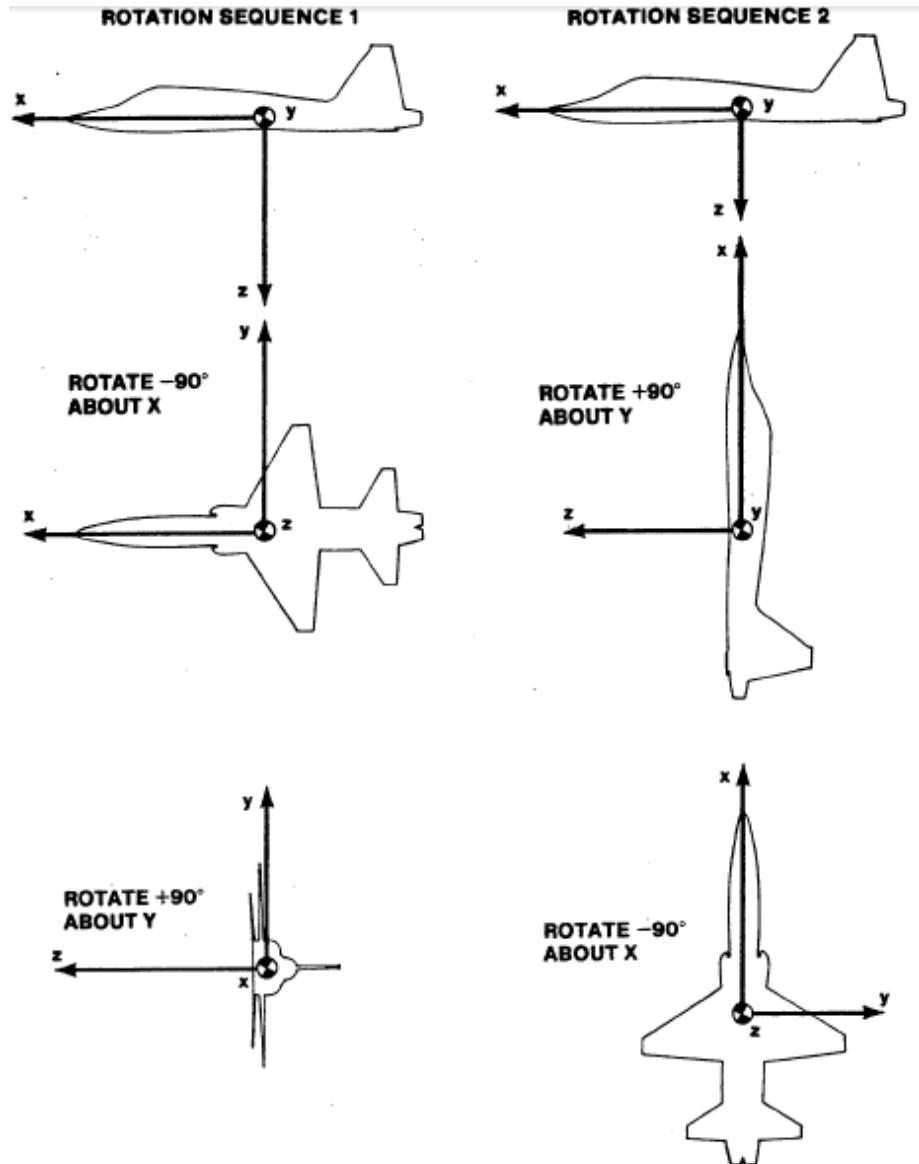 ROTATION SEQUENCE 1
x
y
z
y
ROTATE −90°
ABOUT X
x
z
y
ROTATE +90°
ABOUT Y
z
x
ROTATION SEQUENCE 2
x
y
z
x
ROTATE +90°
ABOUT Y
z
y
x
ROTATE −90°
ABOUT X
y
z